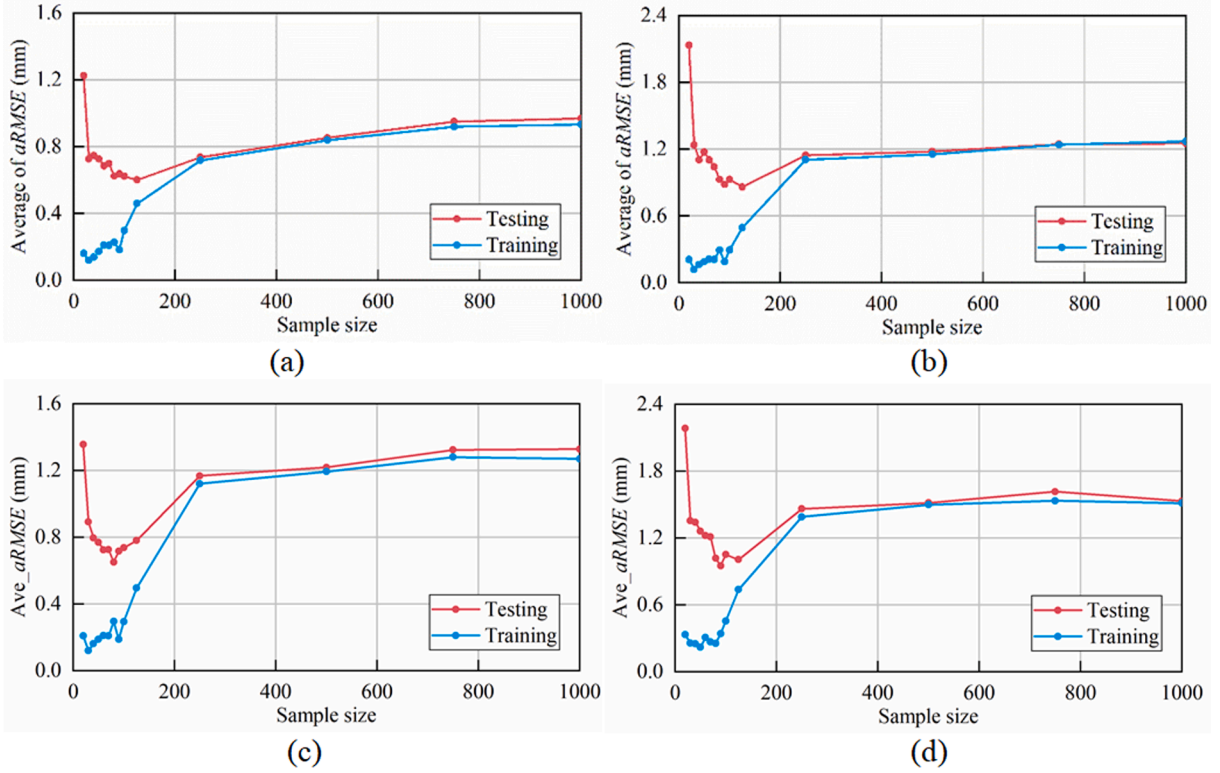 1.6
1.2
0.8
0.4
0.0
Average of aRMSE (mm)
Testing
Training
0 200 400 600 800 1000
Sample size
(a)
2.4
1.8
1.2
0.6
0.0
Average of aRMSE (mm)
Testing
Training
0 200 400 600 800 1000
Sample size
(b)
1.6
1.2
0.8
0.4
0.0
Ave_aRMSE (mm)
Testing
Training
0 200 400 600 800 1000
Sample size
(c)
2.4
1.8
1.2
0.6
0.0
Ave_aRMSE (mm)
Testing
Training
0 200 400 600 800 1000
Sample size
(d)